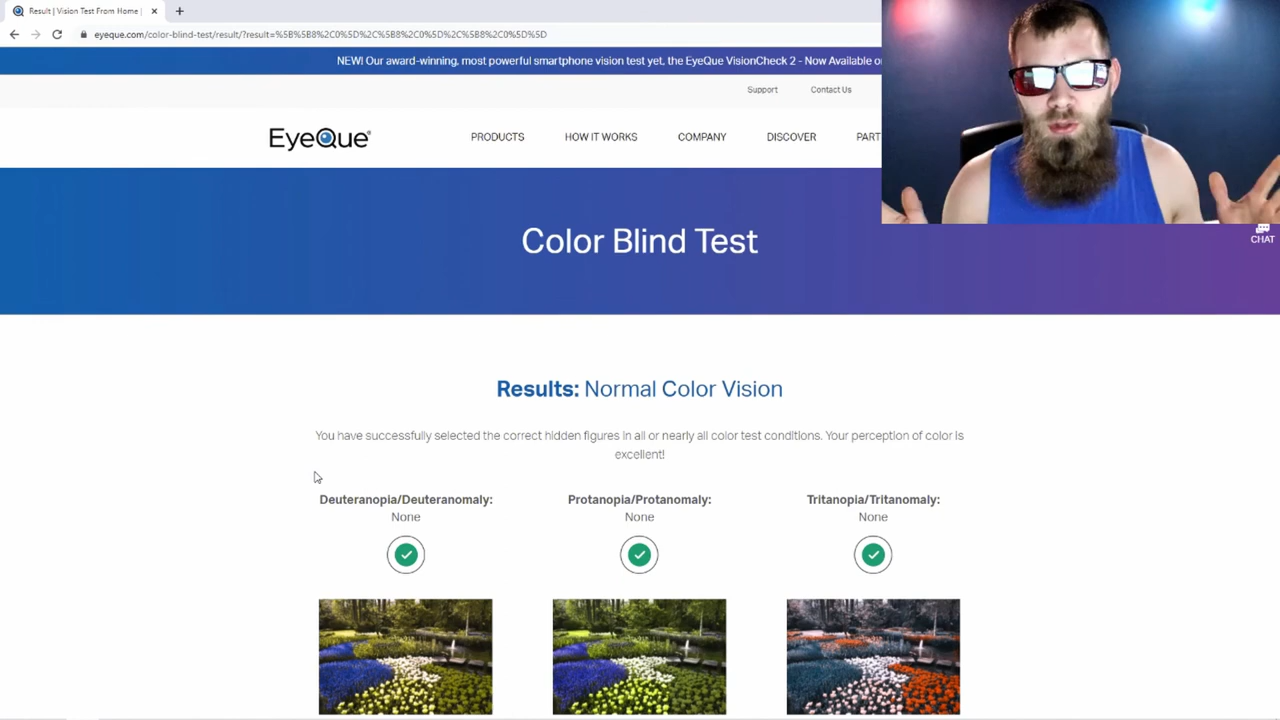 Result | Vision Test From Home |
eyeque.com/color-blind-test/result/?result=%5B%5B8%2C0%5D%2C%5B8%2C0%5D%2C%5B8%2C0%5D%5D
NEW! Our award-winning, most powerful smartphone vision test yet, the EyeQue VisionCheck 2 - Now Available o
Support Contact Us
EyeQue®
PRODUCTS HOW IT WORKS COMPANY DISCOVER PART
CHAT
Color Blind Test
Results: Normal Color Vision
You have successfully selected the correct hidden figures in all or nearly all color test conditions. Your perception of color is
excellent!
Deuteranopia/Deuteranomaly: Protanopia/Protanomaly: Tritanopia/Tritanomaly:
None None None